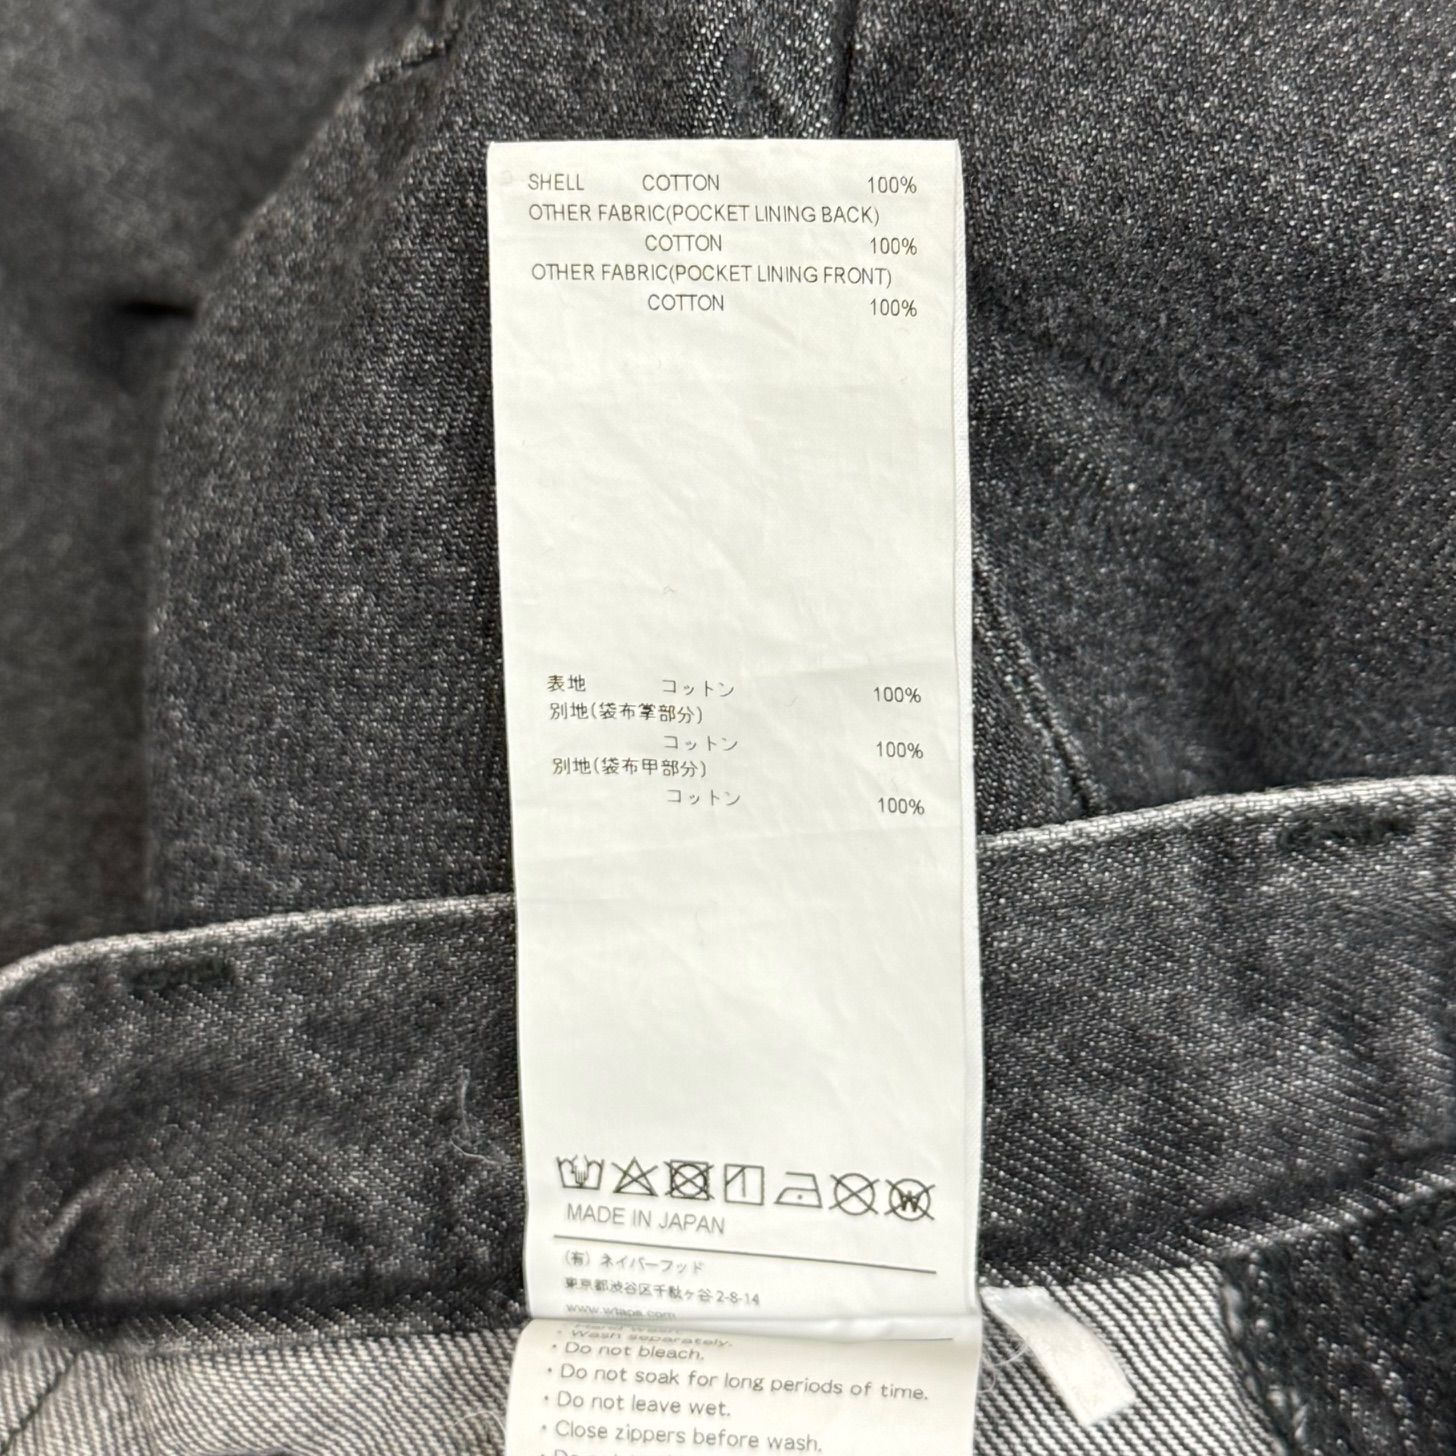 SHELL COTTON 100%
OTHER FABRIC(POCKET LINING BACK)
COTTON 100%
OTHER FABRIC(POCKET LINING FRONT)
COTTON 100%
表地 コットン 100%
別地(袋布掌部分)
コットン 100%
別地(袋布甲部分)
コットン 100%
MADE IN JAPAN
(有) ネイバーフッド
東京都渋谷区千駄ヶ谷2-8-14
www.wtaps.com
・Wash separately.
・Do not bleach.
・Do not soak for long periods of time.
・Do not leave wet.
・Close zippers before wash.